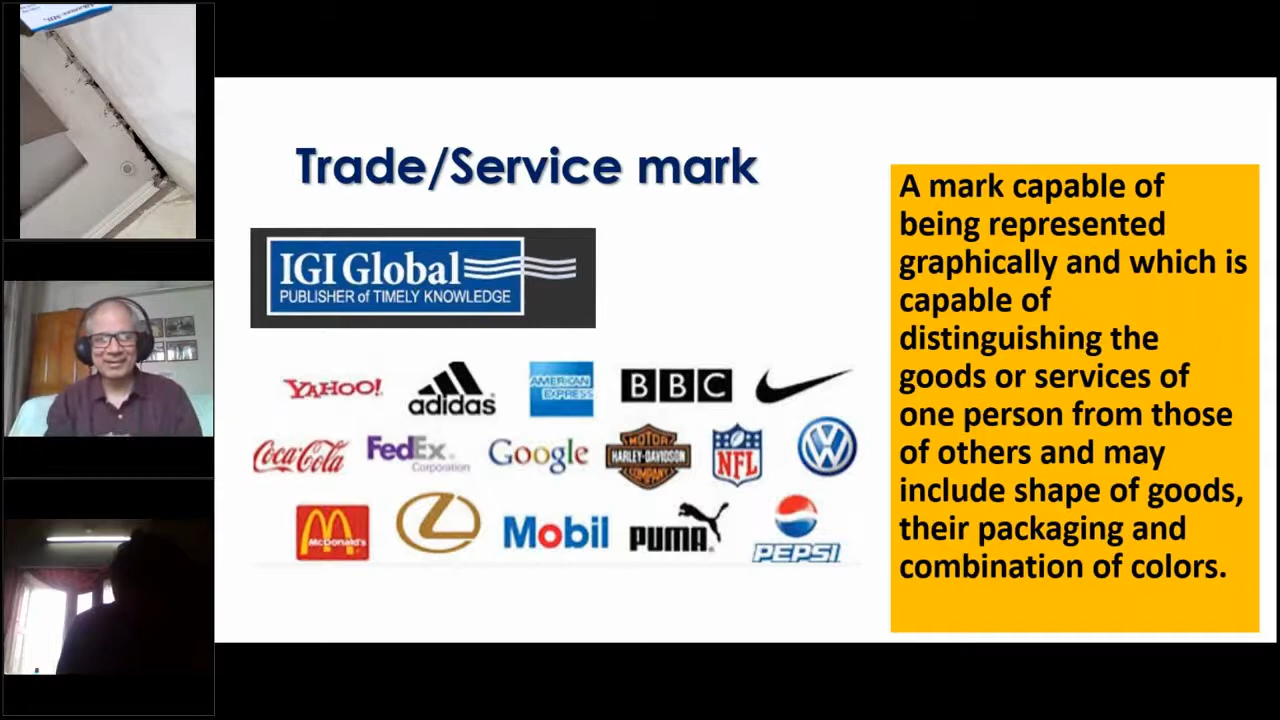 Trade/Service mark
IGI Global
PUBLISHER of TIMELY KNOWLEDGE
YAHOO!
adidas
AMERICAN
EXPRESS
BBC
Coca-Cola
FedEx
Corporation
Google
MOTOR
HARLEY-DAVIDSON
COMPANY
NFL
McDonald's
Mobil
PUMA
PEPSI
A mark capable of
being represented
graphically and which is
capable of
distinguishing the
goods or services of
one person from those
of others and may
include shape of goods,
their packaging and
combination of colors.